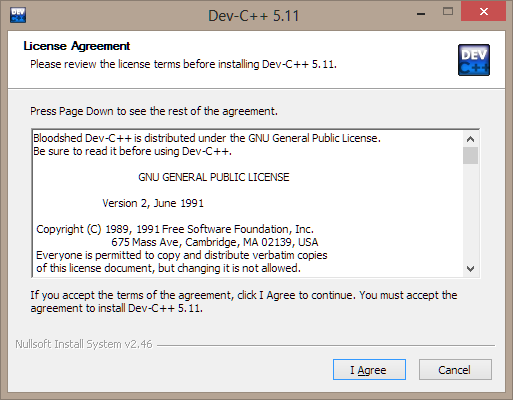 Dev-C++ 5.11
License Agreement
Please review the license terms before installing Dev-C++ 5.11.
DEV
C++
Press Page Down to see the rest of the agreement.
Bloodshed Dev-C++ is distributed under the GNU General Public License.
Be sure to read it before using Dev-C++.
GNU GENERAL PUBLIC LICENSE
Version 2, June 1991
Copyright (C) 1989, 1991 Free Software Foundation, Inc.
675 Mass Ave, Cambridge, MA 02139, USA
Everyone is permitted to copy and distribute verbatim copies
of this license document, but changing it is not allowed.
If you accept the terms of the agreement, click I Agree to continue. You must accept the
agreement to install Dev-C++ 5.11.
Nullsoft Install System v2.46
I Agree
Cancel